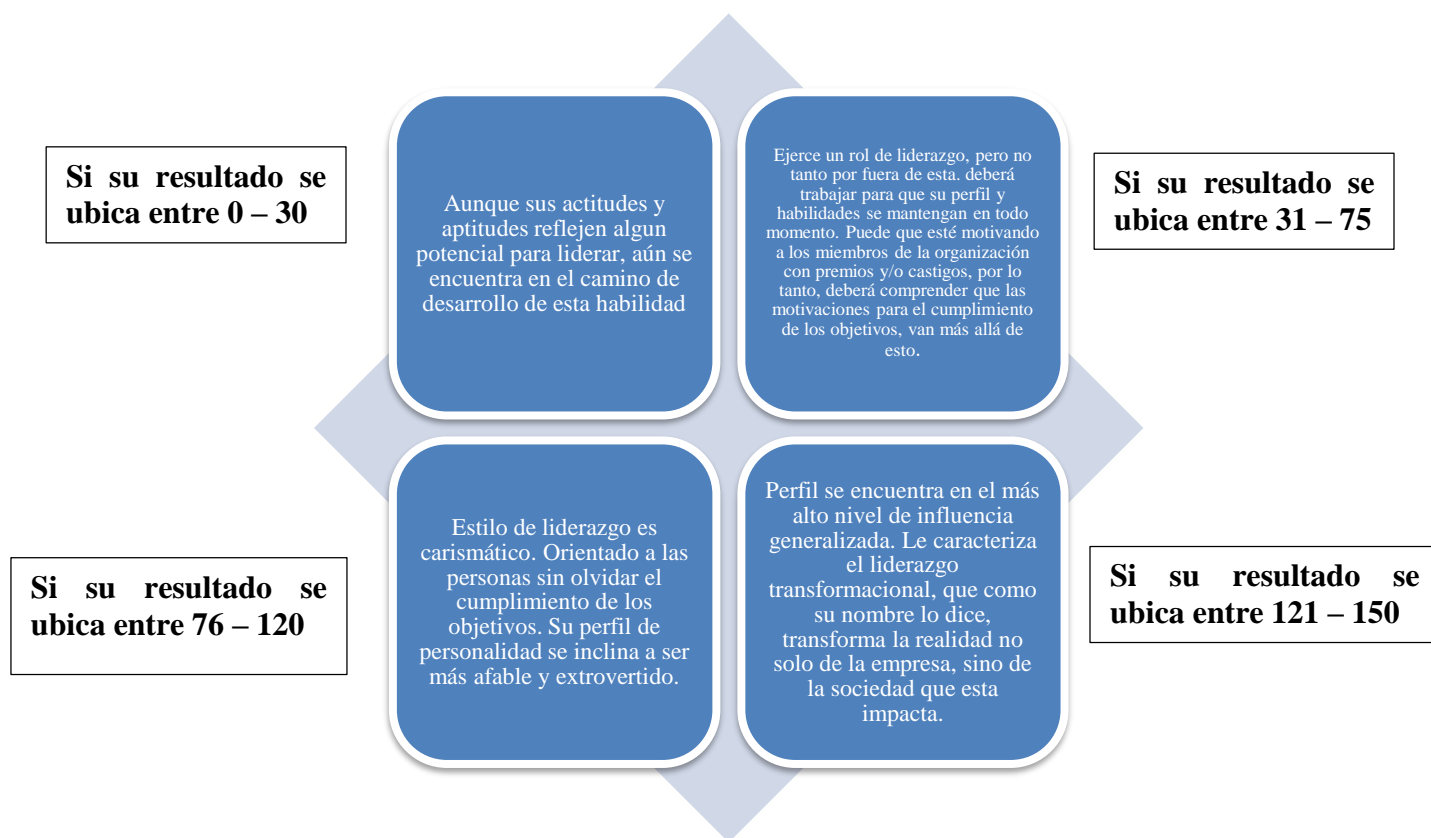 Si su resultado se
ubica entre 0 – 30
Aunque sus actitudes y
aptitudes reflejen algun
potencial para liderar, aún se
encuentra en el camino de
desarrollo de esta habilidad
Ejerce un rol de liderazgo, pero no
tanto por fuera de esta. deberá
trabajar para que su perfil y
habilidades se mantengan en todo
momento. Puede que esté motivando
a los miembros de la organización
con premios y/o castigos, por lo
tanto, deberá comprender que las
motivaciones para el cumplimiento
de los objetivos, van más allá de
esto.
Si su resultado se
ubica entre 31 – 75
Si su resultado se
ubica entre 76 – 120
Estilo de liderazgo es
carismático. Orientado a las
personas sin olvidar el
cumplimiento de los
objetivos. Su perfil de
personalidad se inclina a ser
más afable y extrovertido.
Perfil se encuentra en el más
alto nivel de influencia
generalizada. Le caracteriza
el liderazgo
transformacional, que como
su nombre lo dice,
transforma la realidad no
solo de la empresa, sino de
la sociedad que esta
impacta.
Si su resultado se
ubica entre 121 – 150